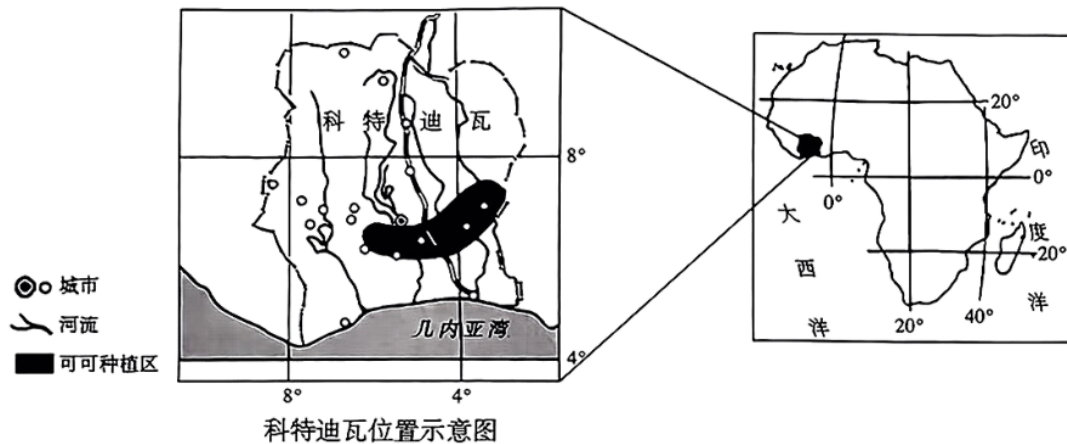 科特迪瓦
8°
几内亚湾
4°
8°
4°
城市
河流
可可种植区
科特迪瓦位置示意图
20°
0°
0°
20°
20°
40°
大西洋
印度洋